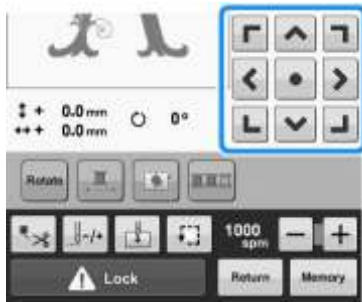 + 0.0 mm
+ 0.0 mm 0°
Rotate
-/+
1000
spm - +
Lock Return Memory